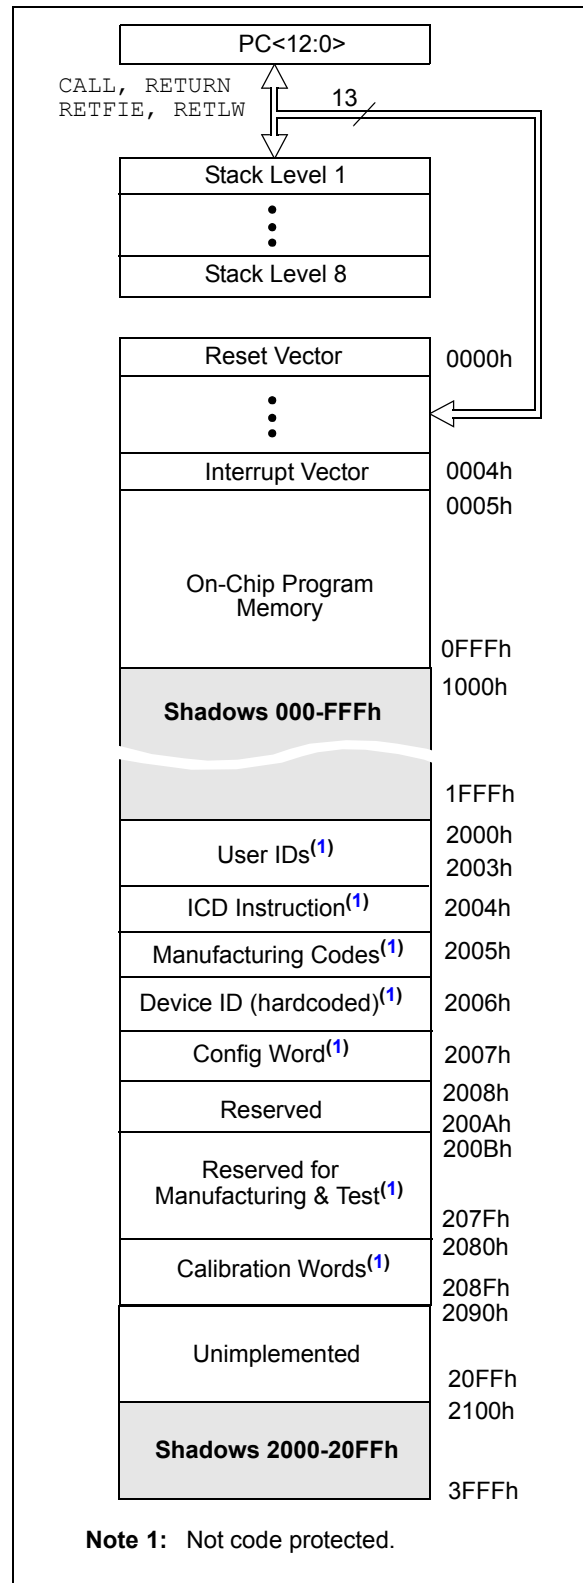 PC<12:0>
CALL, RETURN
RETFIE, RETLW
13
Stack Level 1
Stack Level 8
Reset Vector
0000h
Interrupt Vector
0004h
0005h
On-Chip Program
Memory
0FFFh
1000h
Shadows 000-FFFh
1FFFh
2000h
User IDs(1)
2003h
ICD Instruction(1)
2004h
Manufacturing Codes(1)
2005h
Device ID (hardcoded)(1)
2006h
Config Word(1)
2007h
2008h
Reserved
200Ah
200Bh
Reserved for
Manufacturing & Test(1)
207Fh
2080h
Calibration Words(1)
208Fh
2090h
Unimplemented
20FFh
2100h
Shadows 2000-20FFh
3FFFh
Note 1: Not code protected.